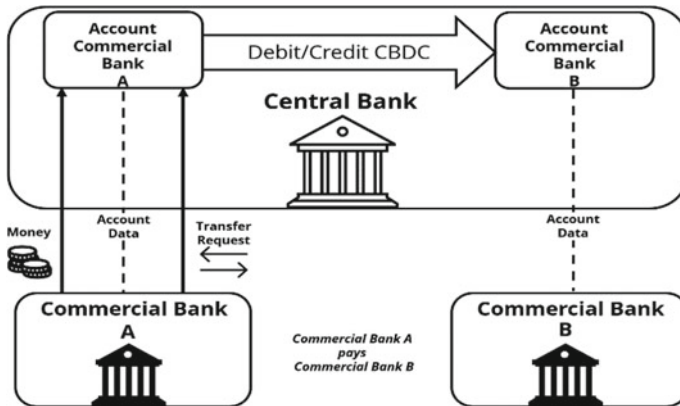 Account
Commercial
Bank
A
Debit/Credit CBDC
Account
Commercial
Bank
B
Central Bank
Money
Account
Data
Transfer
Request
Account
Data
Commercial Bank
A
Commercial Bank A
pays
Commercial Bank B
Commercial Bank
B